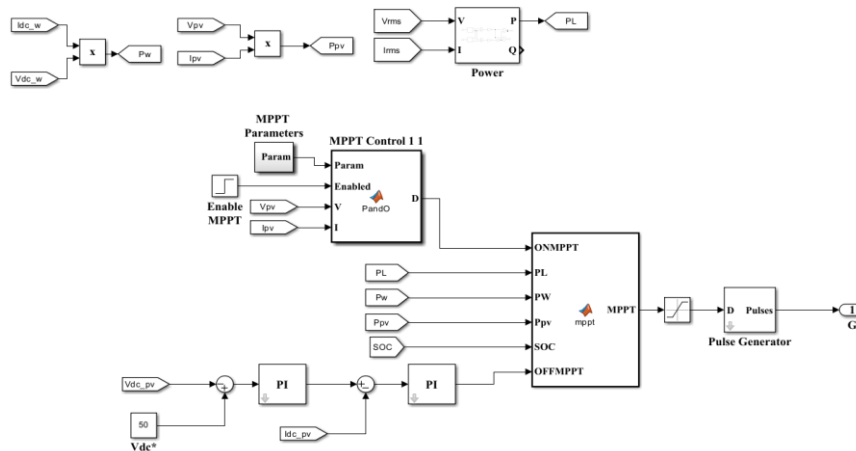 Idc_w
Vdc_w
x
Pw
Vpv
Ipv
x
Ppv
Vrms
Irms
V
I
P
Q
Power
PL
MPPT
Parameters
Param
MPPT Control 1 1
Param
Enabled
V
I
PandO
D
Enable
MPPT
Vpv
Ipv
PL
Pw
Ppv
SOC
ONMPPT
PL
PW
Ppv
SOC
OFFMPPT
mppt
MPPT
D
Pulses
Pulse Generator
1
G
Vdc_pv
50
Vdc*
PI
Idc_pv
PI